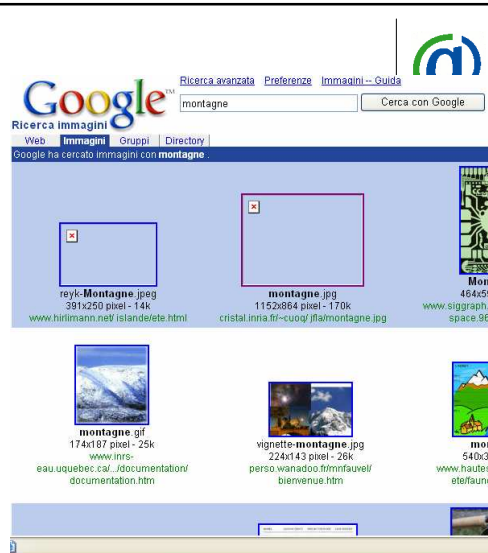 Ricerca avanzata Preferenze Immagini -- Guida
Google TM
montagne Cerca con Google
Ricerca immagini
Web Immagini Gruppi Directory
Google ha cercato immagini con montagne .
reyk-Montagne.jpeg
391x250 pixel - 14k
www.hirlimann.net/ islande/ete.html
montagne.jpg
1152x864 pixel - 170k
cristal.inria.fr/~cuoq/ jfla/montagne.jpg
Mon
464x59
www.siggraph.
space.96
montagne.gif
174x187 pixel - 25k
www.inrs-
eau.uquebec.ca/.../documentation/
documentation.htm
vignette-montagne.jpg
224x143 pixel - 26k
perso.wanadoo.fr/mnfauvel/
bienvenue.htm
mo
540x3
www.hautes
ete/faun